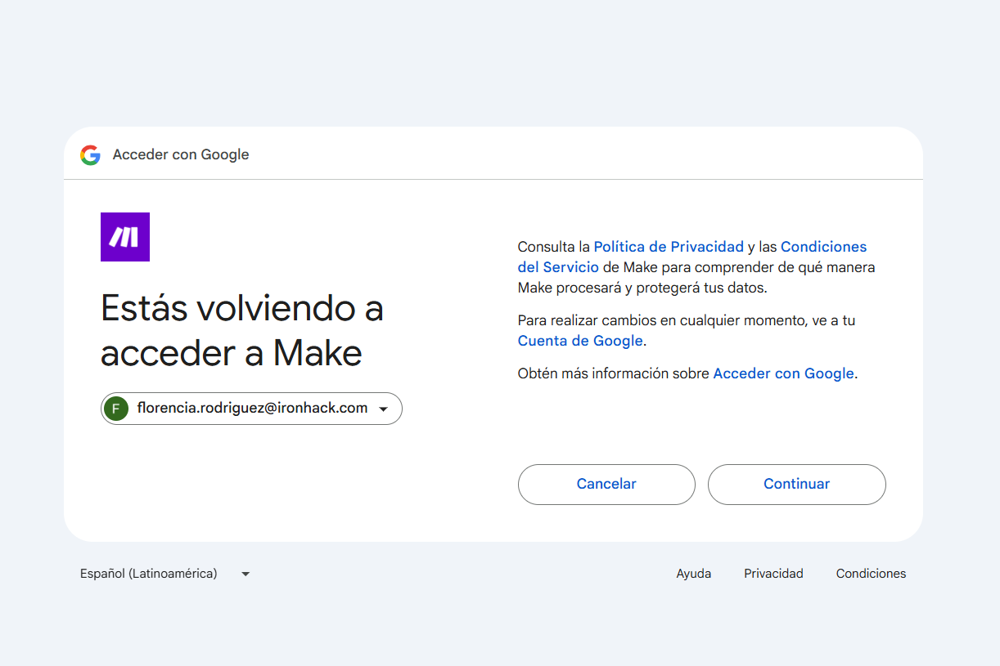 Acceder con Google
Estás volviendo a
acceder a Make
F florencia.rodriguez@ironhack.com
Consulta la Política de Privacidad y las Condiciones
del Servicio de Make para comprender de qué manera
Make procesará y protegerá tus datos.
Para realizar cambios en cualquier momento, ve a tu
Cuenta de Google.
Obtén más información sobre Acceder con Google.
Cancelar Continuar
Español (Latinoamérica) Ayuda Privacidad Condiciones